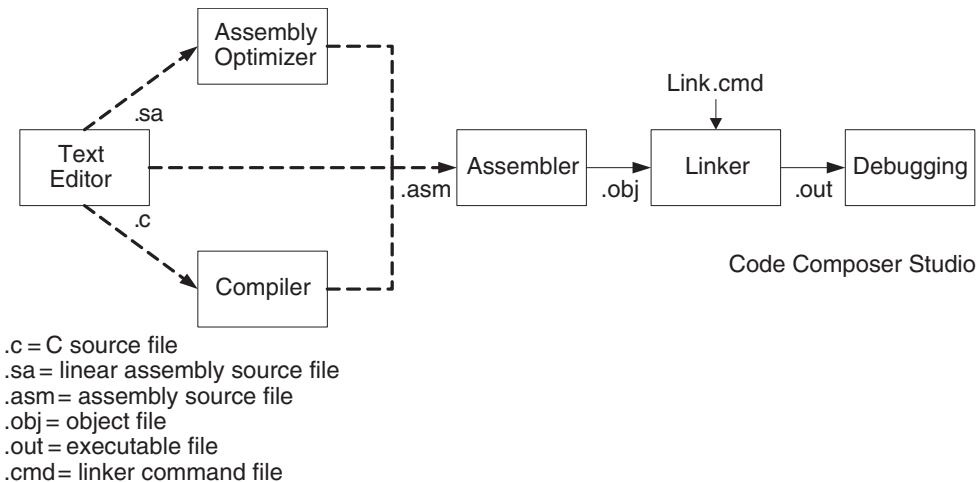 Assembly
Optimizer
.sa
Link.cmd
Text
Editor
Assembler
Linker
Debugging
.asm
.obj
.out
.c
Compiler
Code Composer Studio
.c = C source file
.sa = linear assembly source file
.asm = assembly source file
.obj = object file
.out = executable file
.cmd = linker command file